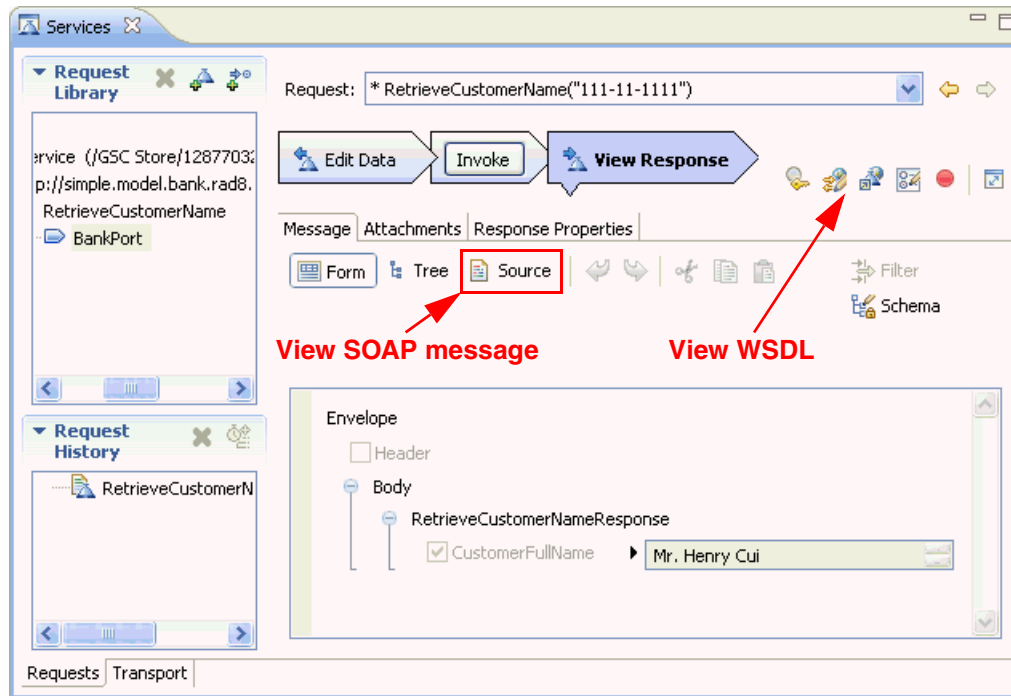 Services
Request Library
ervice (/GSC Store/12877032
p://simple.model.bank.rad8.
RetrieveCustomerName
BankPort
Request History
RetrieveCustomerN
Requests
Transport
Request:
* RetrieveCustomerName("111-11-1111")
Edit Data
Invoke
View Response
Message
Attachments
Response Properties
Form
Tree
Source
Filter
Schema
View SOAP message
View WSDL
Envelope
Header
Body
RetrieveCustomerNameResponse
CustomerFullName
Mr. Henry Cui